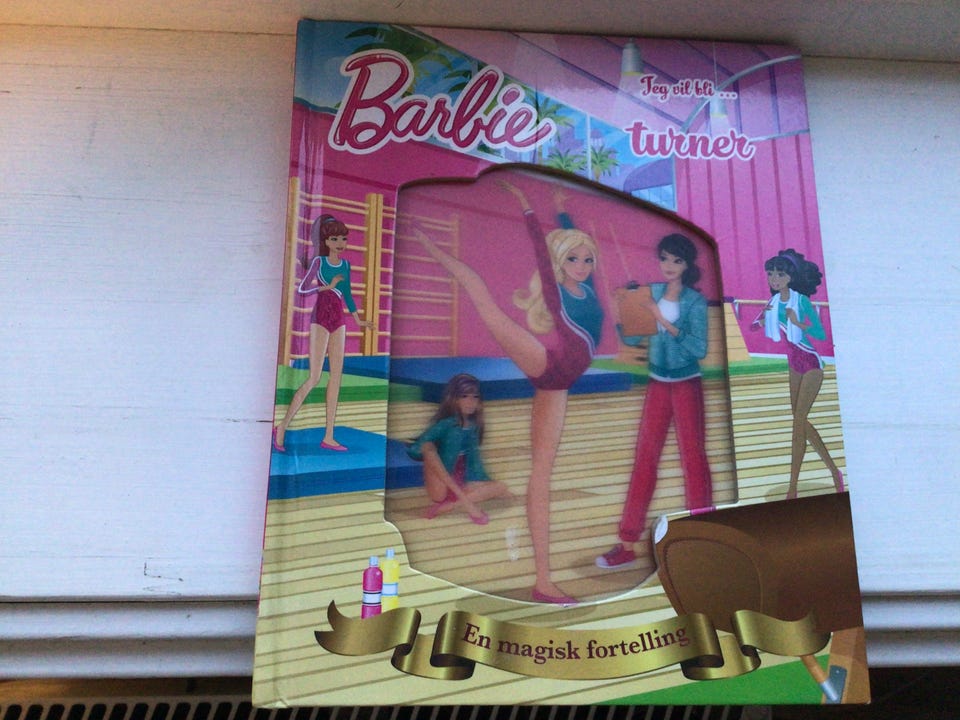 Barbie
Jeg vil bli ...
turner
En magisk fortelling